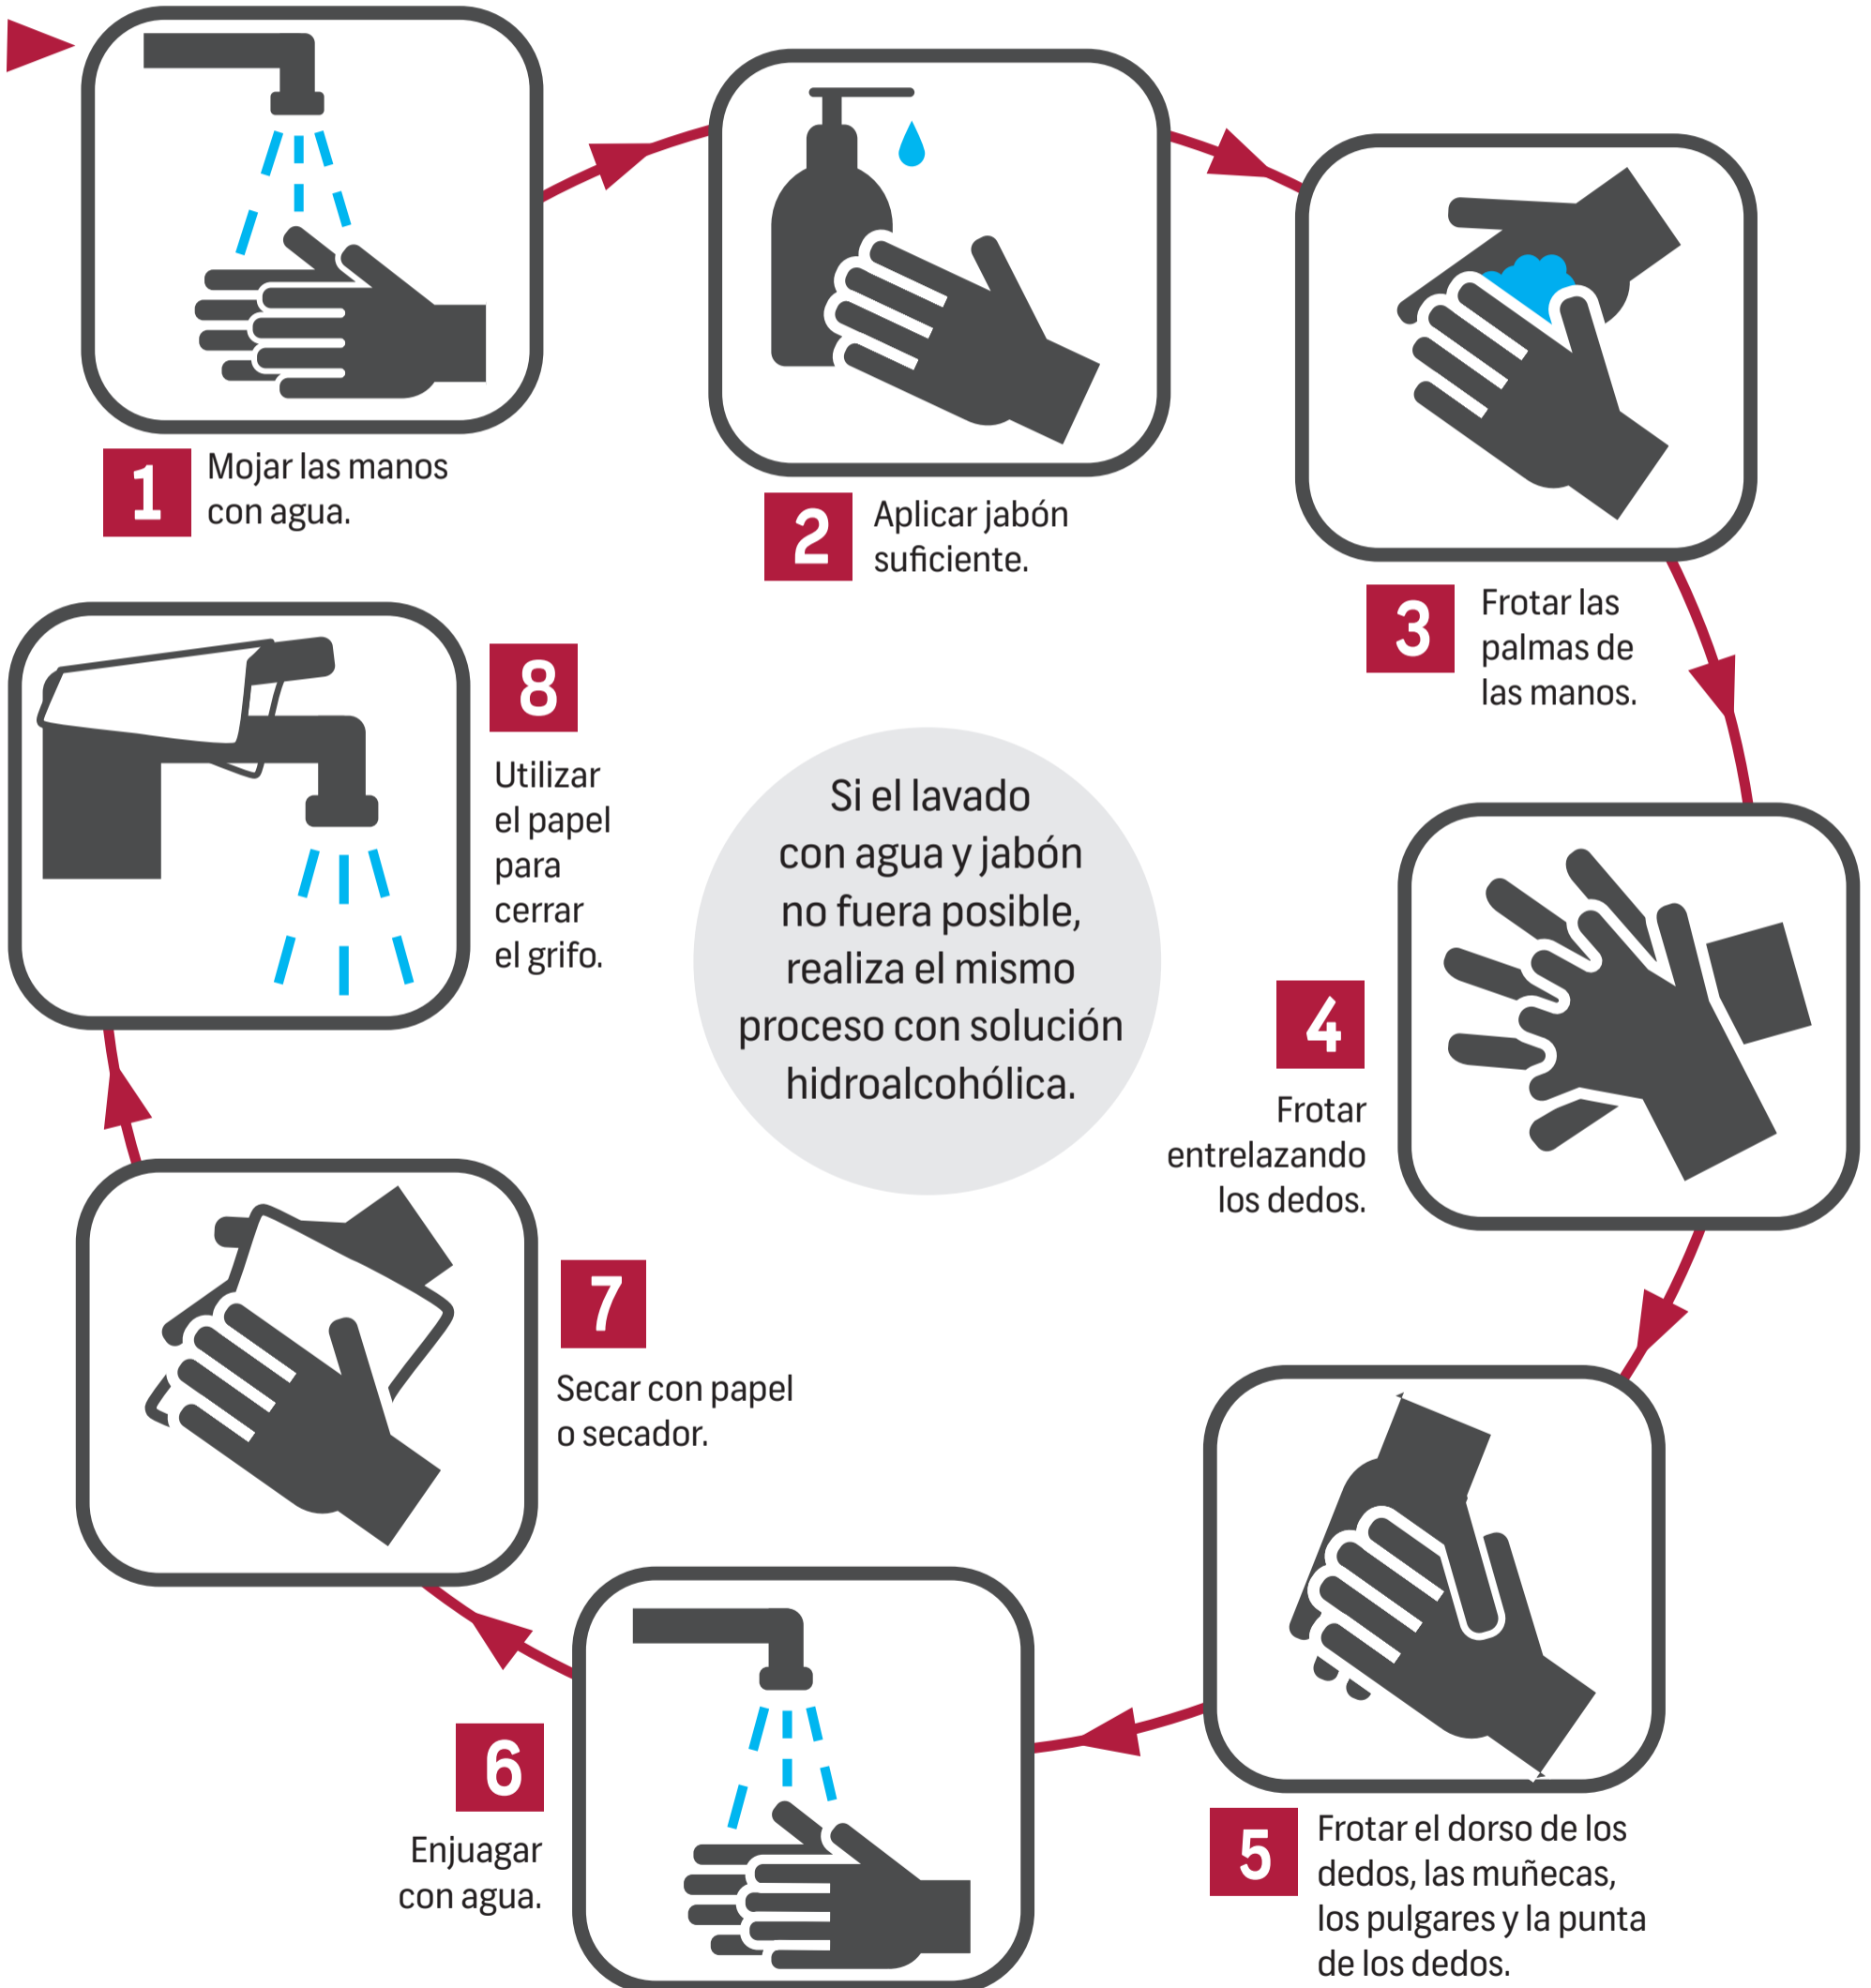 1
Mojar las manos
con agua.
2
Aplicar jabón
suficiente.
3
Frotar las
palmas de
las manos.
4
Frotar
entrelazando
los dedos.
5
Frotar el dorso de los
dedos, las muñecas,
los pulgares y la punta
de los dedos.
6
Enjuagar
con agua.
7
Secar con papel
o secador.
8
Utilizar
el papel
para
cerrar
el grifo.
Si el lavado
con agua y jabón
no fuera posible,
realiza el mismo
proceso con solución
hidroalcohólica.